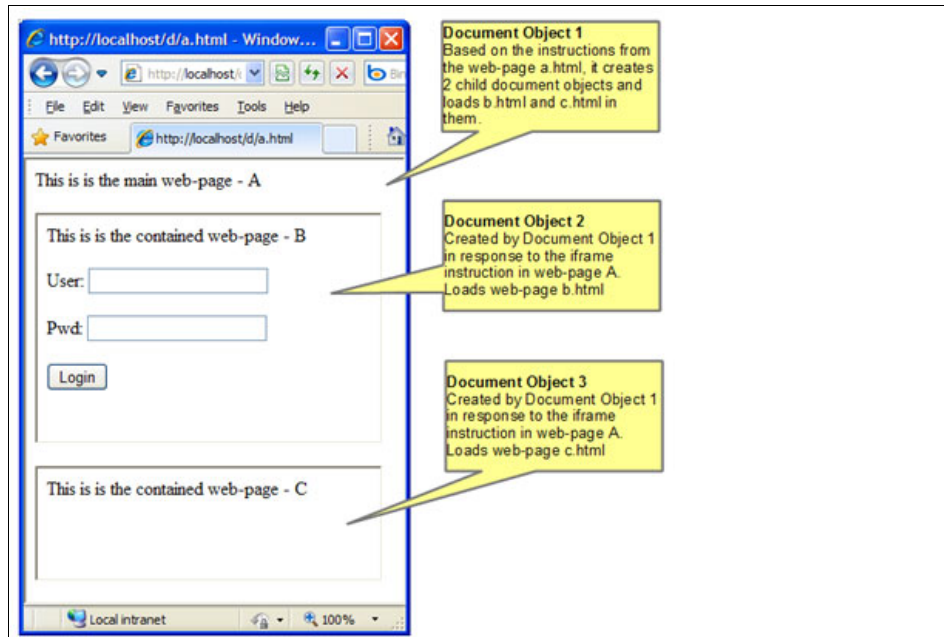 http://localhost/d/a.html - Window...
http://localhost/
File Edit View Favorites Tools Help
Favorites
http://localhost/d/a.html
This is is the main web-page - A
This is is the contained web-page - B
User:
Pwd:
Login
This is is the contained web-page - C
Local intranet
100%
Document Object 1
Based on the instructions from
the web-page a.html, it creates
2 child document objects and
loads b.html and c.html in
them.
Document Object 2
Created by Document Object 1
in response to the iframe
instruction in web-page A.
Loads web-page b.html
Document Object 3
Created by Document Object 1
in response to the iframe
instruction in web-page A.
Loads web-page c.html